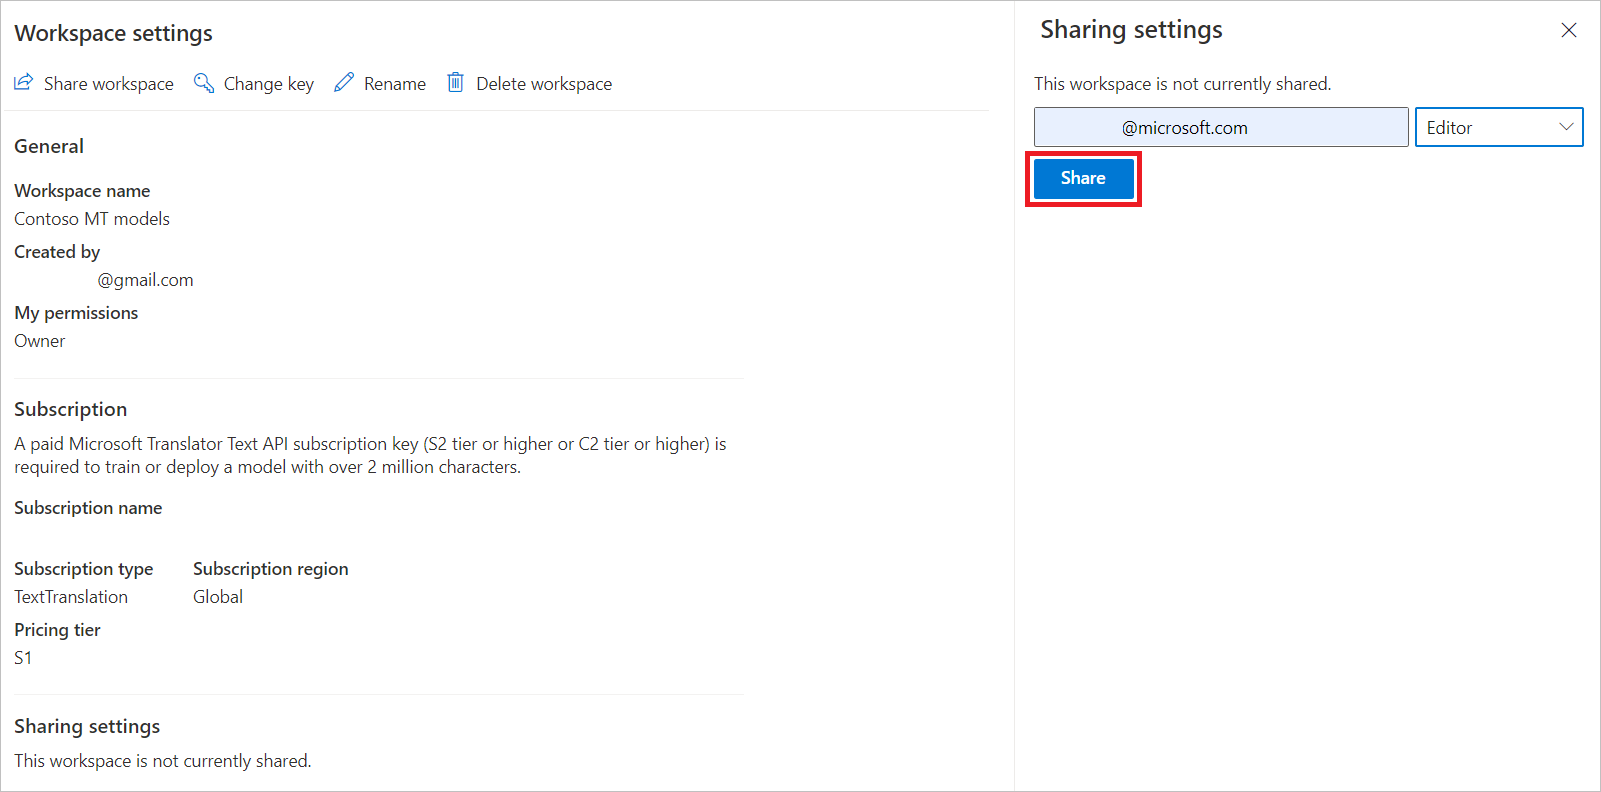 Workspace settings
Share workspace
Change key
Rename
Delete workspace
General
Workspace name
Contoso MT models
Created by
@gmail.com
My permissions
Owner
Subscription
A paid Microsoft Translator Text API subscription key (S2 tier or higher or C2 tier or higher) is
required to train or deploy a model with over 2 million characters.
Subscription name
Subscription type
Subscription region
TextTranslation
Global
Pricing tier
S1
Sharing settings
This workspace is not currently shared.
Sharing settings
This workspace is not currently shared.
@microsoft.com
Editor
Share